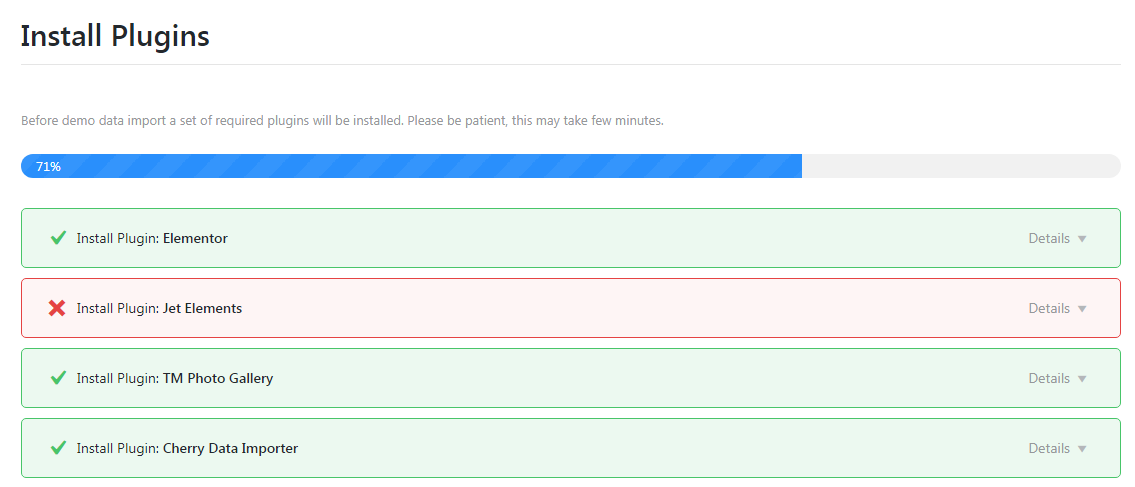 Install Plugins
Before demo data import a set of required plugins will be installed. Please be patient, this may take few minutes.
71%
Install Plugin: Elementor Details
Install Plugin: Jet Elements Details
Install Plugin: TM Photo Gallery Details
Install Plugin: Cherry Data Importer Details